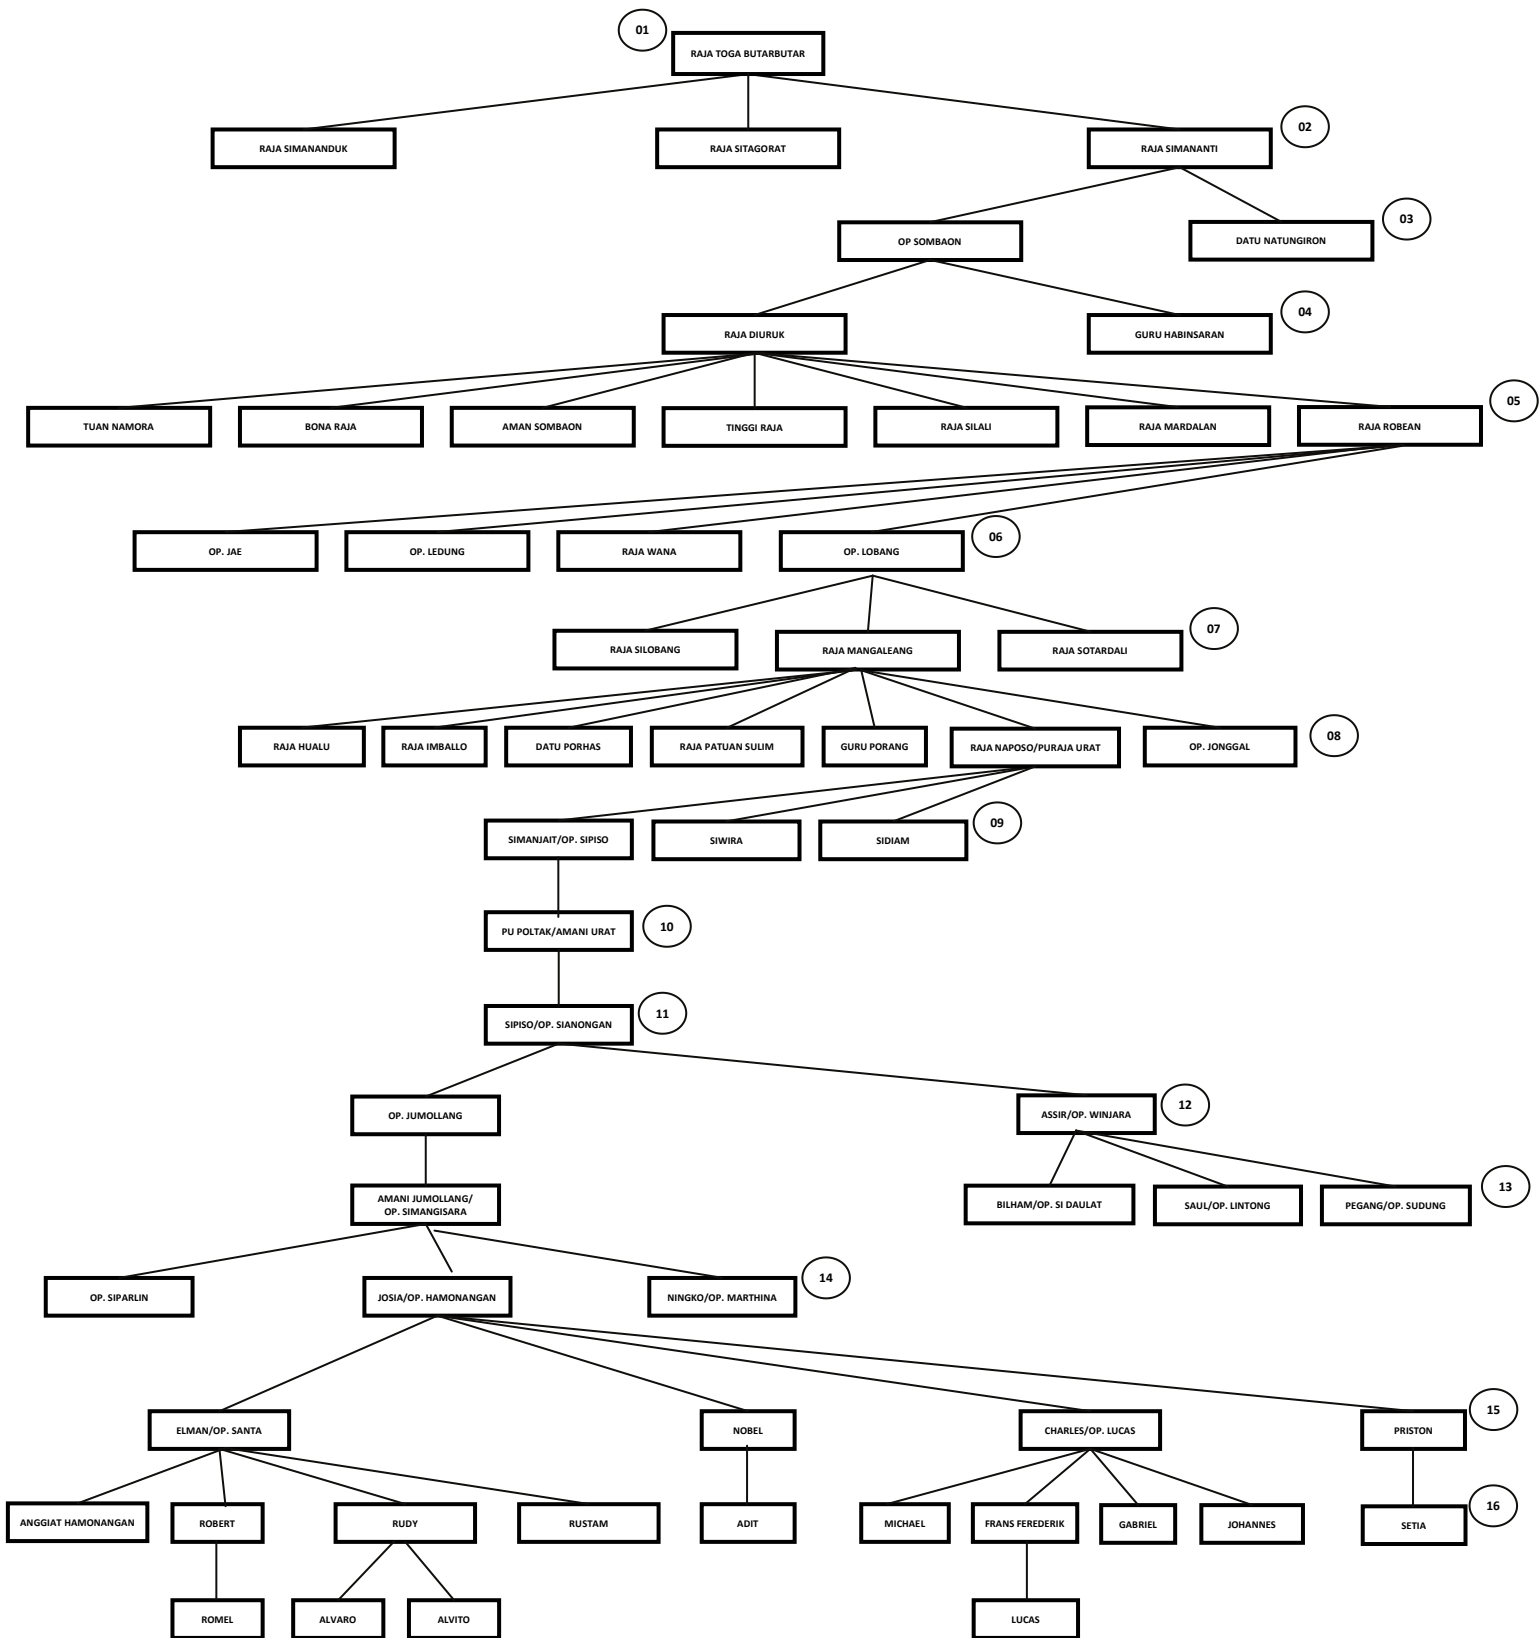 01
RAJA TOGA BUTARBUTAR
RAJA SIMANANDUK
RAJA SITAGORAT
RAJA SIMANANTI
02
OP SOMBAON
DATU NATUNGIRON
03
RAJA DIURUK
GURU HABINSARAN
04
TUAN NAMORA
BONA RAJA
AMAN SOMBAON
TINGGI RAJA
RAJA SILALI
RAJA MARDALAN
RAJA ROBEAN
05
OP. JAE
OP. LEDUNG
RAJA WANA
OP. LOBANG
06
RAJA SILOBANG
RAJA MANGALEANG
RAJA SOTARDALI
07
RAJA HUALU
RAJA IMBALLO
DATU PORHAS
RAJA PATUAN SULIM
GURU PORANG
RAJA NAPOSO/PURAJA URAT
OP. JONGGAL
08
SIMANJAIT/OP. SIPISO
SIWIRA
SIDIAM
09
PU POLTAK/AMANI URAT
10
SIPISO/OP. SIANONGAN
11
OP. JUMOLLANG
ASSIR/OP. WINJARA
12
AMANI JUMOLLANG/
OP. SIMANGISARA
BILHAM/OP. SI DAULAT
SAUL/OP. LINTONG
PEGANG/OP. SUDUNG
13
OP. SIPARLIN
JOSIA/OP. HAMONANGAN
NINGKO/OP. MARTHINA
14
ELMAN/OP. SANTA
NOBEL
CHARLES/OP. LUCAS
PRISTON
15
ANGGIAT HAMONANGAN
ROBERT
RUDY
RUSTAM
ADIT
MICHAEL
FRANS FEREDERIK
GABRIEL
JOHANNES
SETIA
16
ROMEL
ALVARO
ALVITO
LUCAS